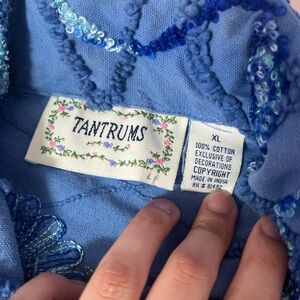 TANTRUMS
XL
100% COTTON
EXCLUSIVE OF
DECORATIONS
COPYRIGHT
MADE IN INDIA
RN # 81492